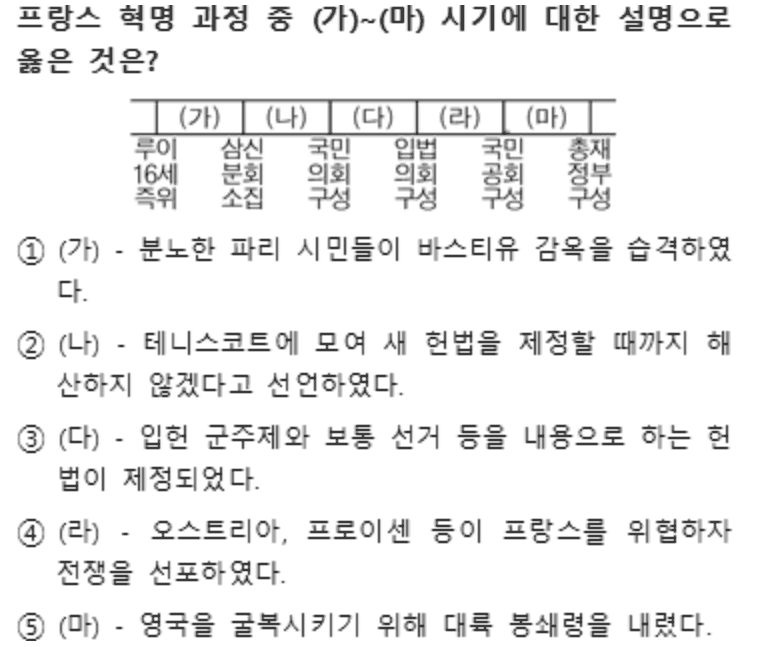 프랑스 혁명 과정 중 (가)~(마) 시기에 대한 설명으로
옳은 것은?
(가) (나) (다) (라) (마)
루이 삼신 국민 입법 국민 총재
16세 분회 의회 의회 공회 정부
즉위 소집 구성 구성 구성 구성
① (가) - 분노한 파리 시민들이 바스티유 감옥을 습격하였
다.
② (나) - 테니스코트에 모여 새 헌법을 제정할 때까지 해
산하지 않겠다고 선언하였다.
③ (다) - 입헌 군주제와 보통 선거 등을 내용으로 하는 헌
법이 제정되었다.
④ (라) - 오스트리아, 프로이센 등이 프랑스를 위협하자
전쟁을 선포하였다.
⑤ (마) - 영국을 굴복시키기 위해 대륙 봉쇄령을 내렸다.